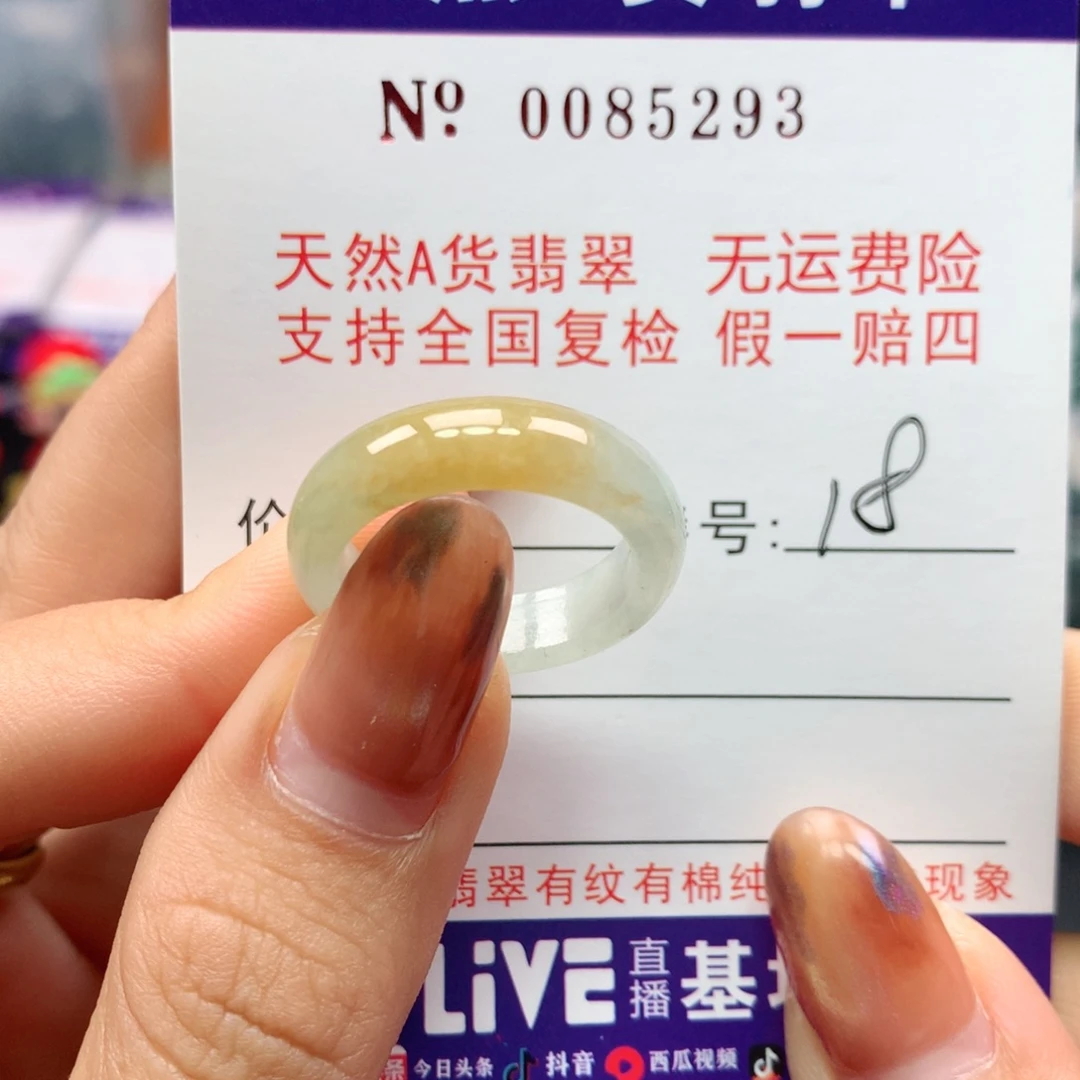 Nº 0085293
天然A货翡翠 无运费险
支持全国复检 假一赔四
价 号: 18
翡翠有纹有棉纯 现象
LiVE 直播 基
今日头条 抖音 西瓜视频